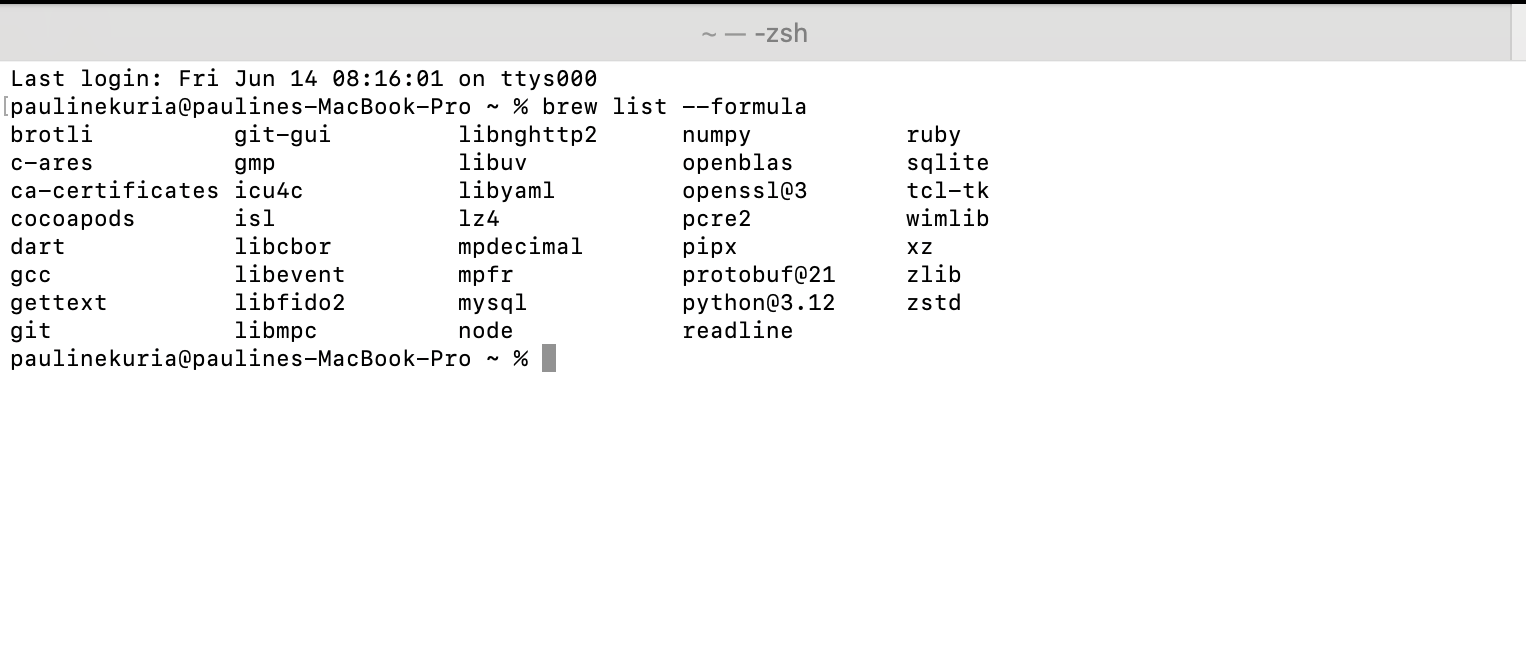 ~ — -zsh
Last login: Fri Jun 14 08:16:01 on ttys000
[paulinekuria@paulines-MacBook-Pro ~ % brew list --formula
brotli git-gui libnghttp2 numpy ruby
c-ares gmp libuv openblas sqlite
ca-certificates icu4c libyaml openssl@3 tcl-tk
cocoapods isl lz4 pcre2 wimlib
dart libcbor mpdecimal pipx xz
gcc libevent mpfr protobuf@21 zlib
gettext libfido2 mysql python@3.12 zstd
git libmpc node readline
paulinekuria@paulines-MacBook-Pro ~ %